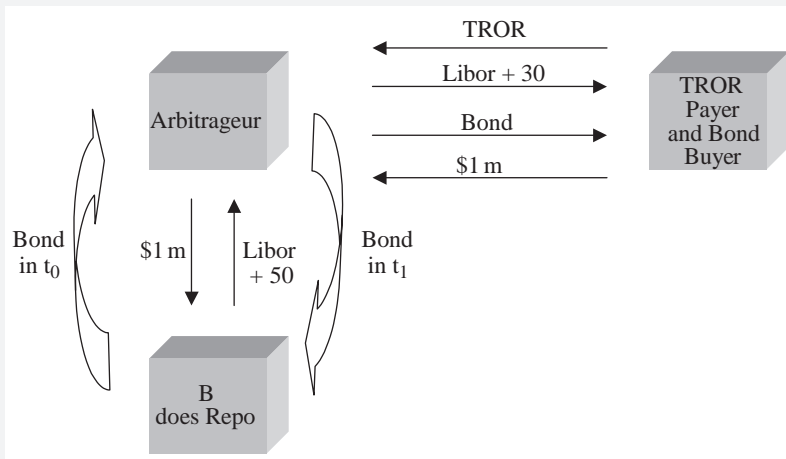 TROR
Libor + 30
Bond
$1 m
Arbitrageur
TROR
Payer
and Bond
Buyer
Bond
in t0
$1 m
Libor
+ 50
Bond
in t1
B
does Repo